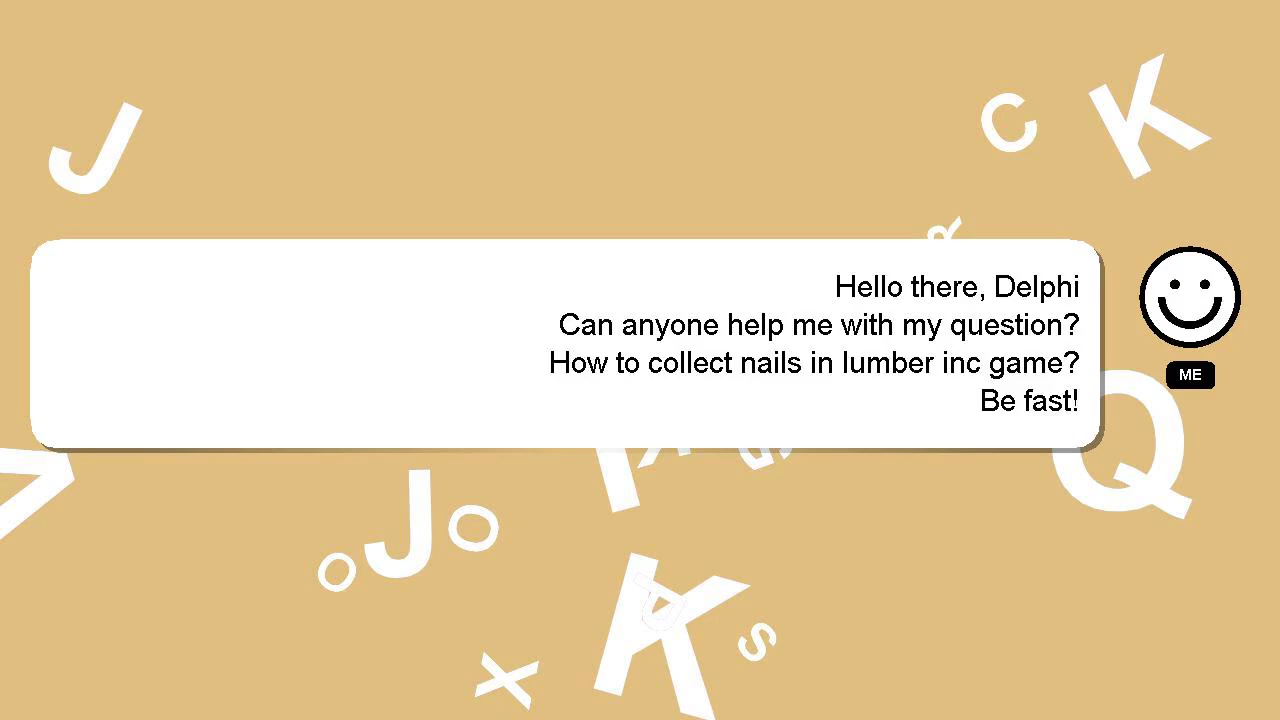 Hello there, Delphi
Can anyone help me with my question?
How to collect nails in lumber inc game?
Be fast!
ME
J
C
K
R
Q
J
O
O
K
S
X